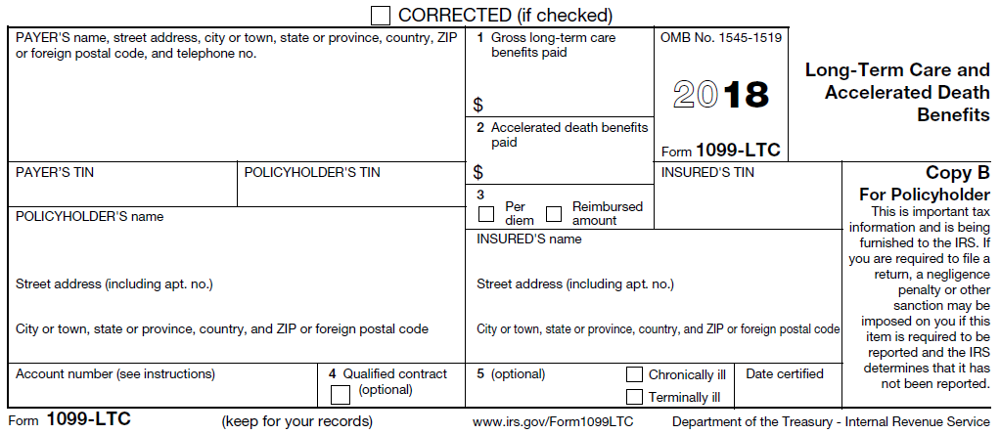 CORRECTED (if checked)
PAYER'S name, street address, city or town, state or province, country, ZIP
or foreign postal code, and telephone no.
1 Gross long-term care
benefits paid
$
OMB No. 1545-1519
2018
Form 1099-LTC
Long-Term Care and
Accelerated Death
Benefits
2 Accelerated death benefits
paid
$
PAYER'S TIN
POLICYHOLDER'S TIN
3
Per
diem
Reimbursed
amount
INSURED'S TIN
Copy B
For Policyholder
This is important tax
information and is being
furnished to the IRS. If
you are required to file a
return, a negligence
penalty or other
sanction may be
imposed on you if this
item is required to be
reported and the IRS
determines that it has
not been reported.
POLICYHOLDER'S name
INSURED'S name
Street address (including apt. no.)
Street address (including apt. no.)
City or town, state or province, country, and ZIP or foreign postal code
City or town, state or province, country, and ZIP or foreign postal code
Account number (see instructions)
4 Qualified contract
(optional)
5 (optional)
Chronically ill
Terminally ill
Date certified
Form 1099-LTC
(keep for your records)
www.irs.gov/Form1099LTC
Department of the Treasury - Internal Revenue Service